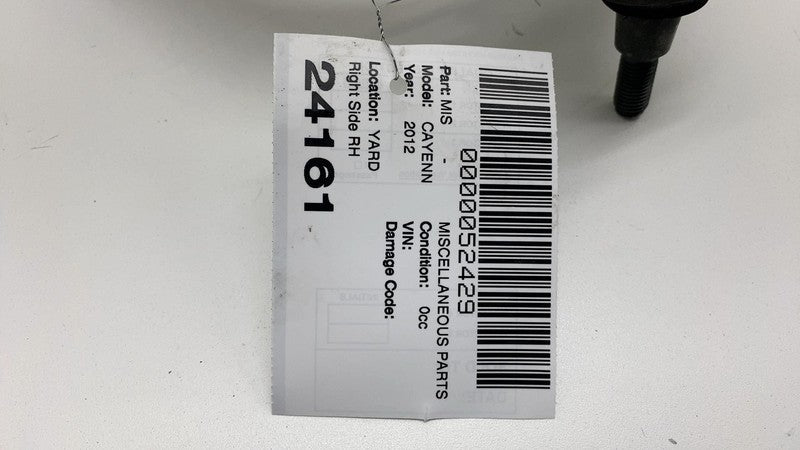 0000052429
Part: MIS - MISCELLANEOUS PARTS
Model: CAYENN Condition: 0cc
Year: 2012 VIN:
Damage Code:
Location: YARD
Right Side RH
24161